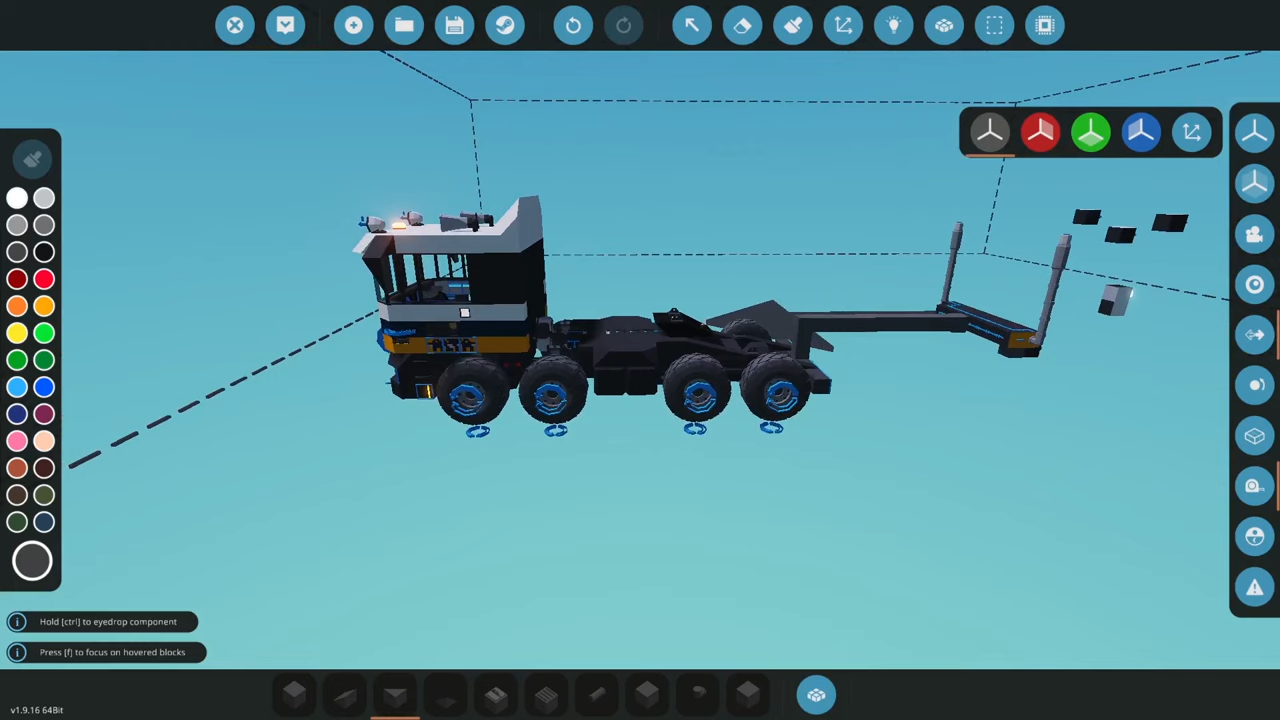 Hold [ctrl] to eyedrop component
Press [f] to focus on hovered blocks
v1.9.16 64Bit